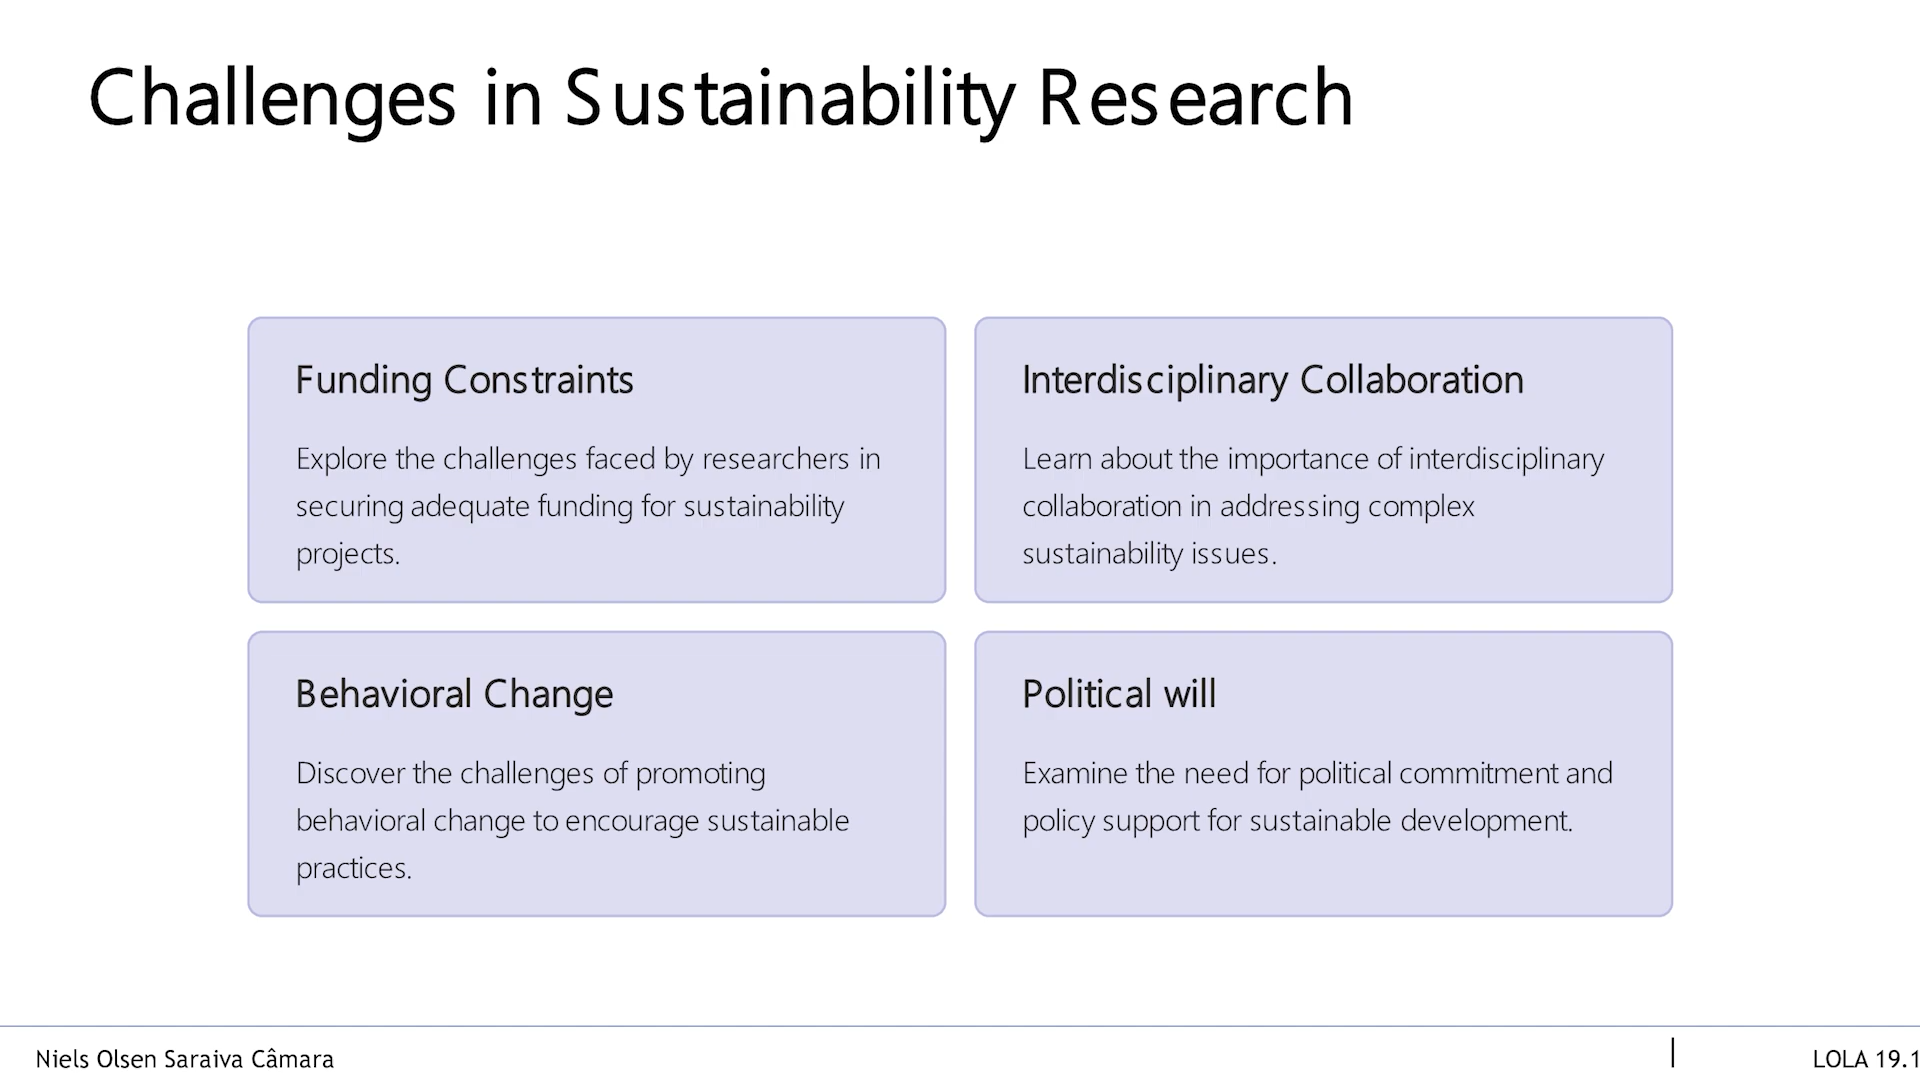 Challenges in Sustainability Research
Funding Constraints
Explore the challenges faced by researchers in
securing adequate funding for sustainability
projects.
Interdisciplinary Collaboration
Learn about the importance of interdisciplinary
collaboration in addressing complex
sustainability issues.
Behavioral Change
Discover the challenges of promoting
behavioral change to encourage sustainable
practices.
Political will
Examine the need for political commitment and
policy support for sustainable development.
Niels Olsen Saraiva Câmara
LOLA 19.1